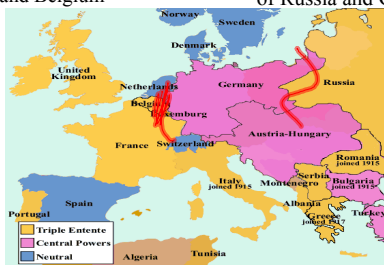 and Belgium
of Russia and
Norway
Sweden
Denmark
United
Kingdom
Netherlands
Belgium
Luxemburg
Germany
Russia
France
Switzerland
Austria-Hungary
Romania
joined 1915
Italy
joined 1915
Serbia
Montenegro
Bulgaria
joined 1915
Albania
Spain
Portugal
Greece
joined 1917
Turkey
Triple Entente
Central Powers
Neutral
Algeria
Tunisia